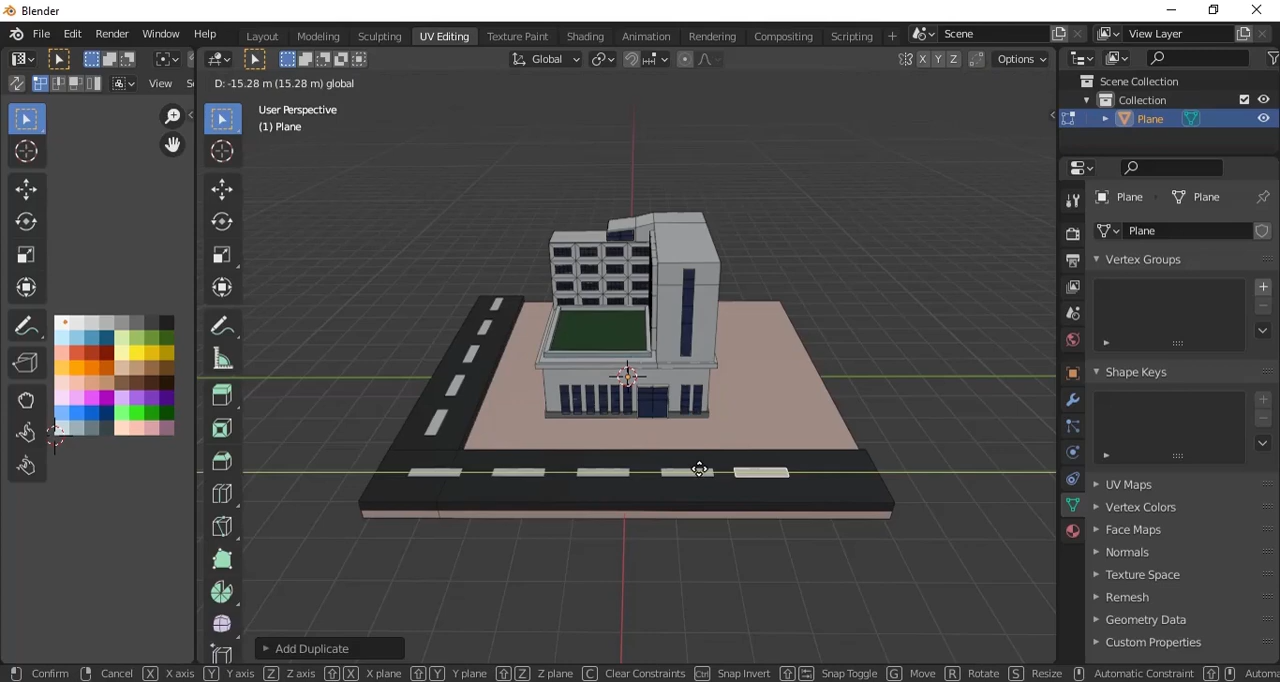 Blender
File Edit Render Window Help Layout Modeling Sculpting UV Editing Texture Paint Shading Animation Rendering Compositing Scripting Scene View Layer
Global Options
View S
X Y Z
D: -15.28 m (15.28 m) global
User Perspective
(1) Plane
Scene Collection
Collection
Plane
Plane Plane
Plane
Vertex Groups
Shape Keys
UV Maps
Vertex Colors
Face Maps
Normals
Texture Space
Remesh
Geometry Data
Custom Properties
Add Duplicate
Confirm Cancel X X axis Y Y axis Z Z axis X X plane Y Y plane Z Z plane C Clear Constraints Ctrl Snap Invert Snap Toggle G Move R Rotate S Resize Automatic Constraint Autom